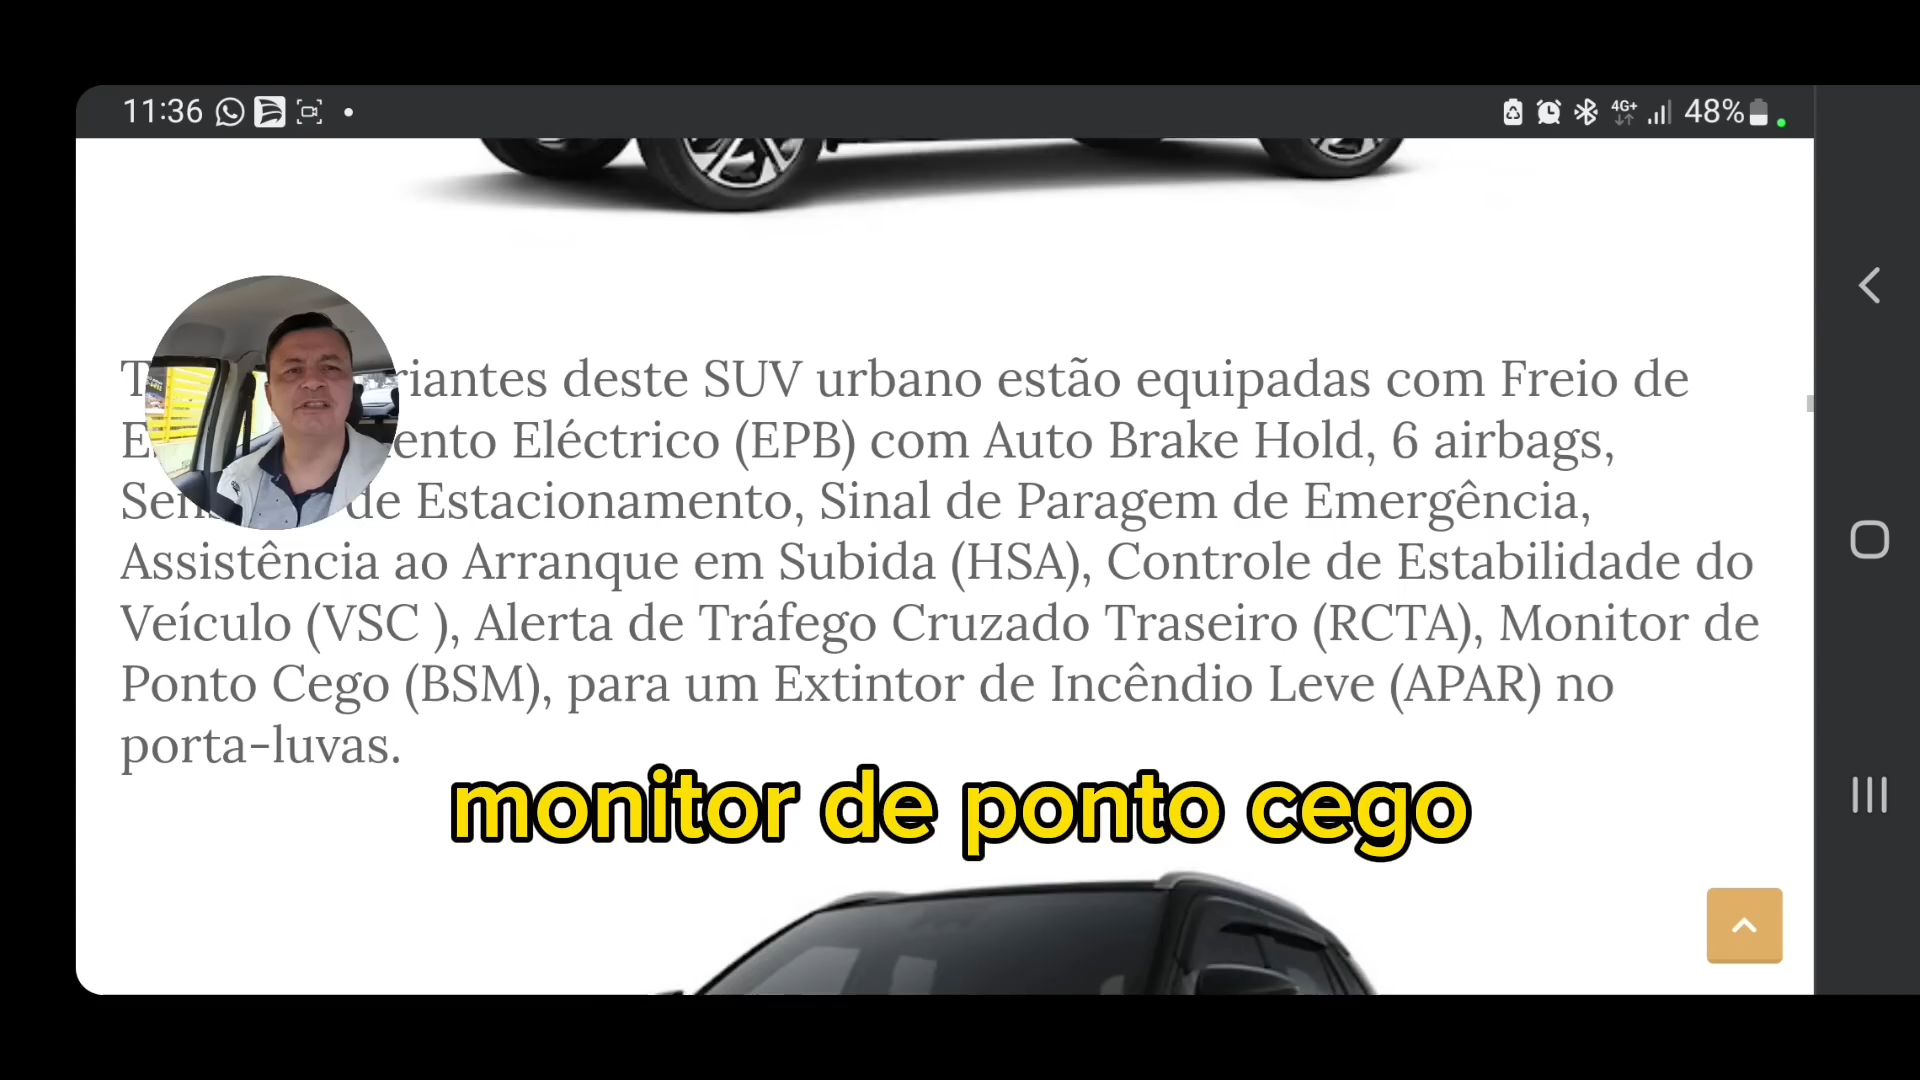 11:36
4G+
48%
riantes deste SUV urbano estão equipadas com Freio de
ento Eléctrico (EPB) com Auto Brake Hold, 6 airbags,
de Estacionamento, Sinal de Paragem de Emergência,
Assistência ao Arranque em Subida (HSA), Controle de Estabilidade do
Veículo (VSC ), Alerta de Tráfego Cruzado Traseiro (RCTA), Monitor de
Ponto Cego (BSM), para um Extintor de Incêndio Leve (APAR) no
porta-luvas.
monitor de ponto cego